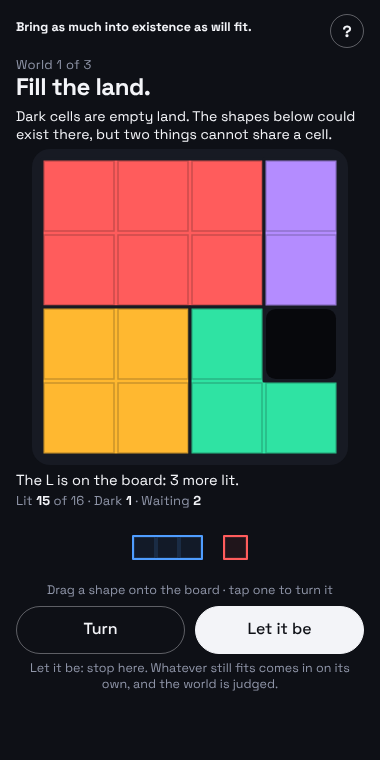 Bring as much into existence as will fit.
?
World 1 of 3
Fill the land.
Dark cells are empty land. The shapes below could
exist there, but two things cannot share a cell.
The L is on the board: 3 more lit.
Lit 15 of 16 · Dark 1 · Waiting 2
Drag a shape onto the board · tap one to turn it
Turn
Let it be
Let it be: stop here. Whatever still fits comes in on its
own, and the world is judged.